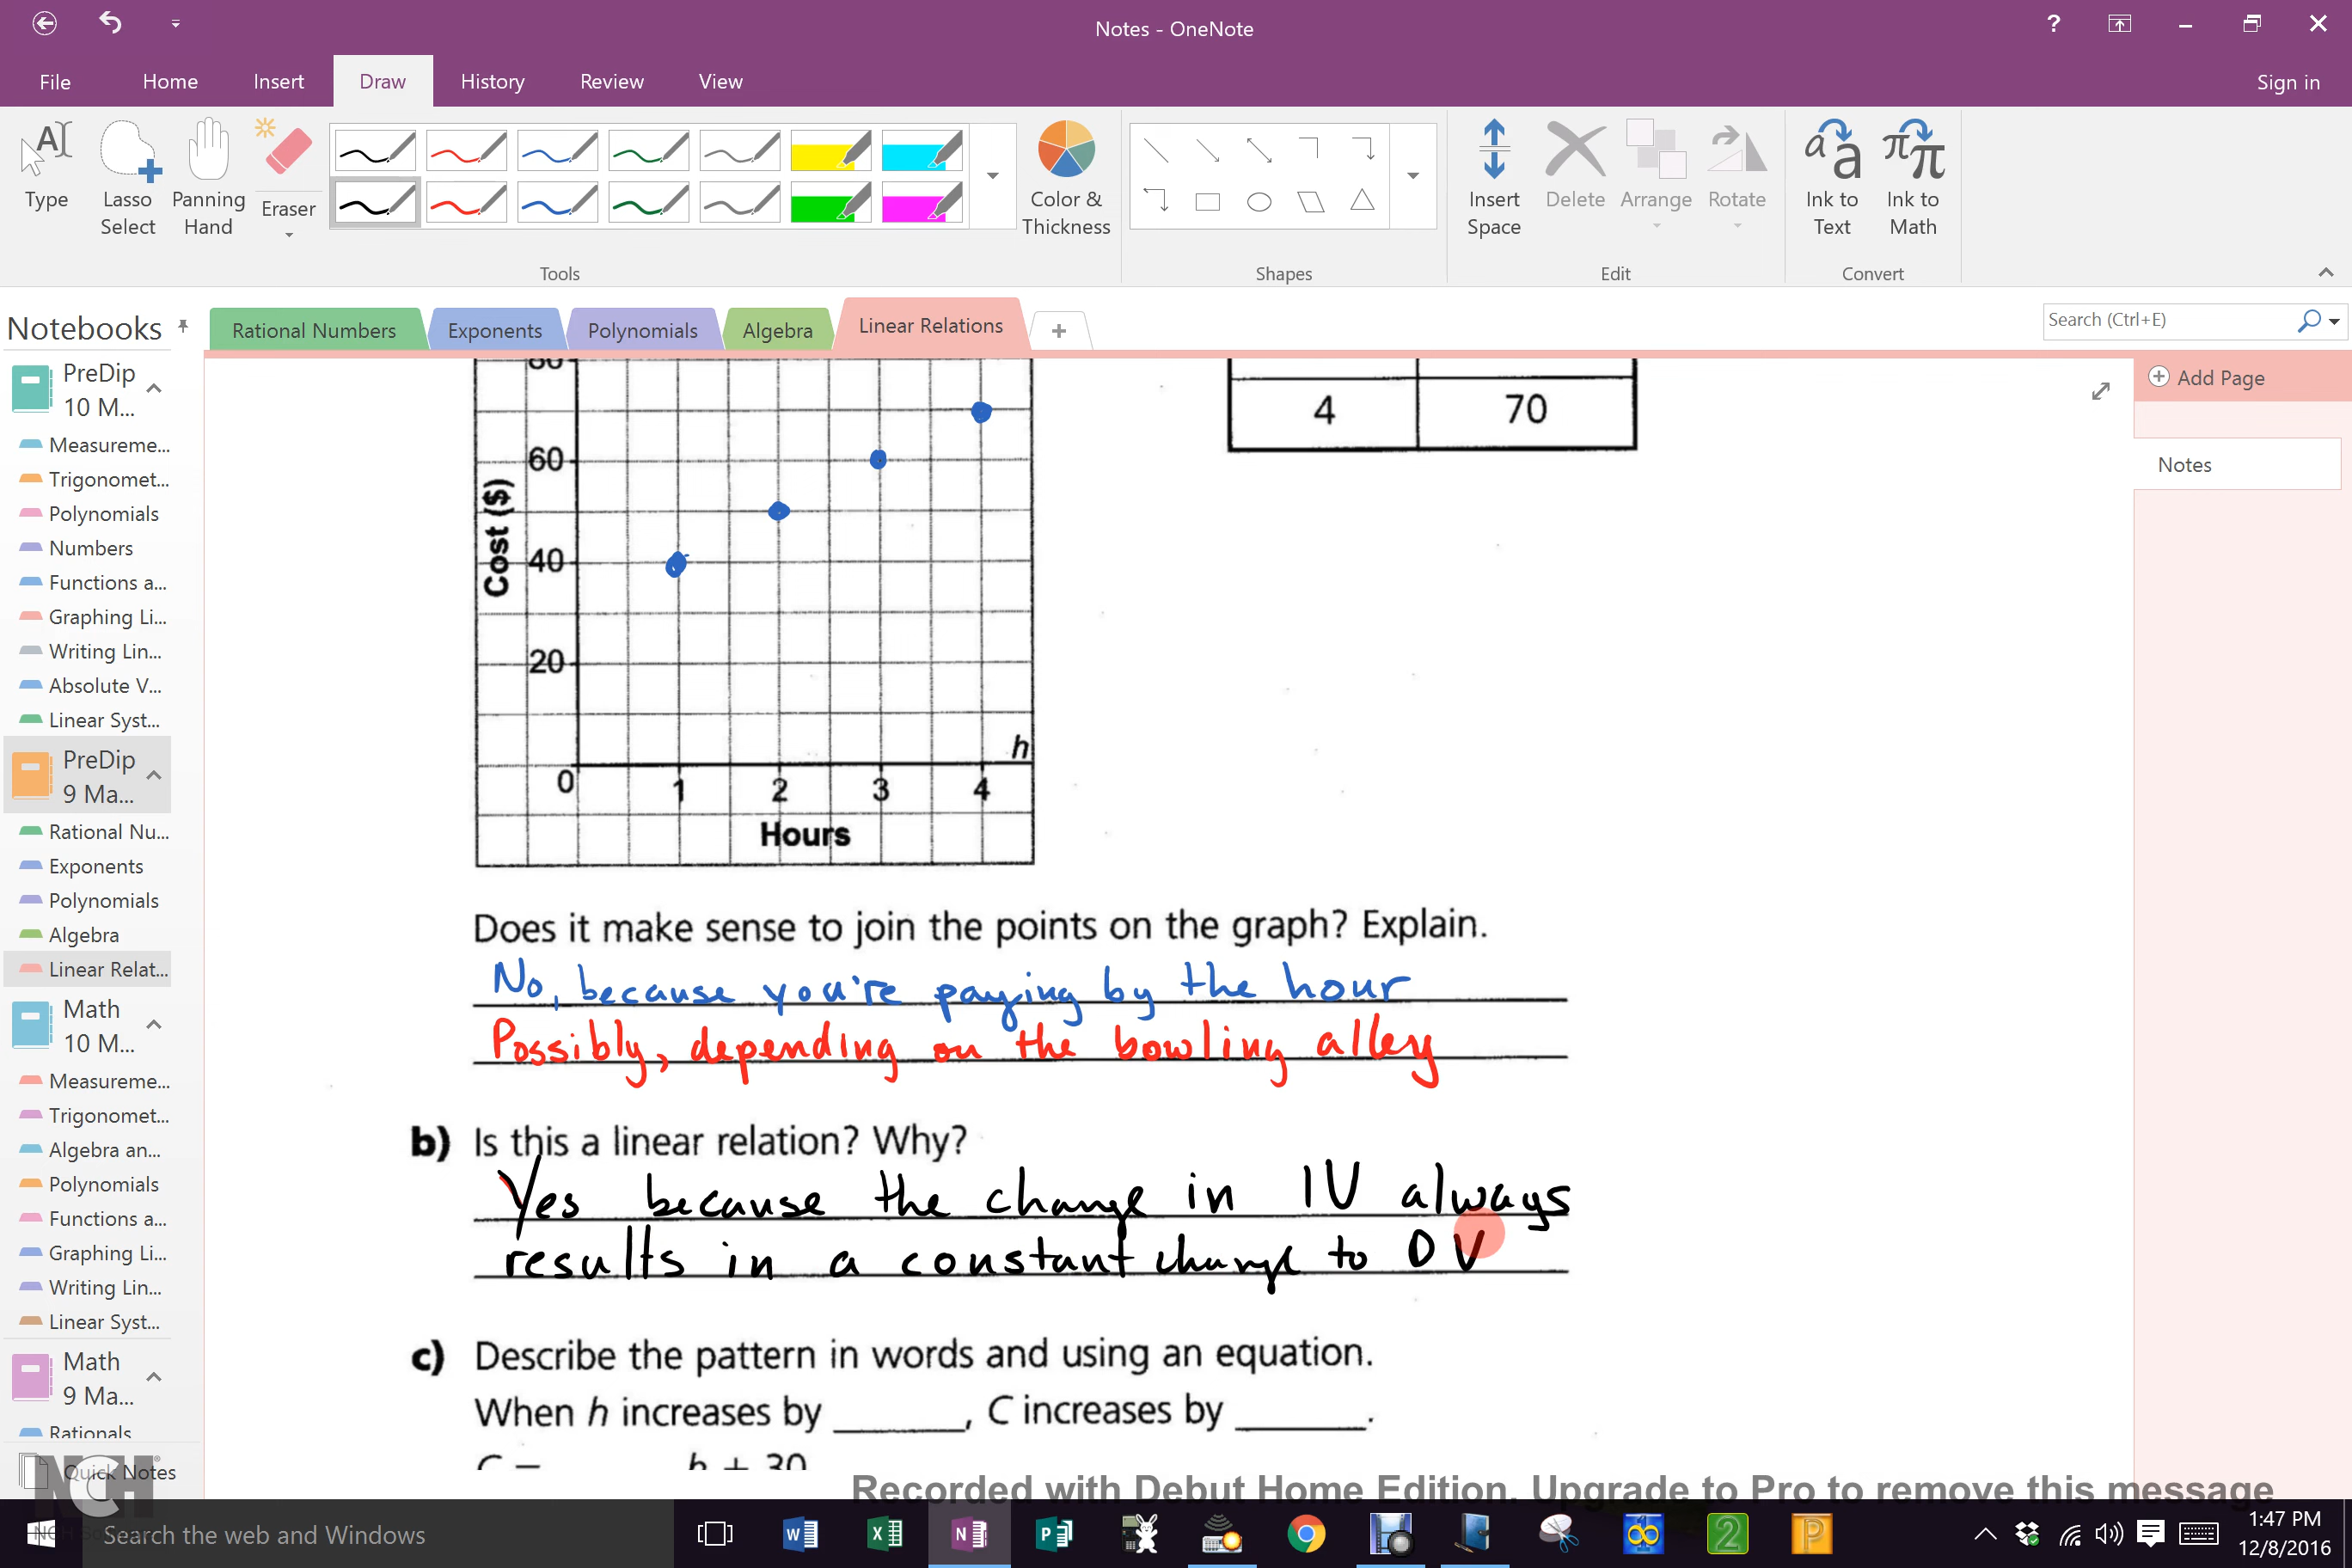 Notes - OneNote
File Home Insert Draw History Review View Sign in
Type Lasso Select Panning Hand Eraser Color & Thickness Insert Space Delete Arrange Rotate Ink to Text Ink to Math
Tools Shapes Edit Convert
Notebooks
Rational Numbers Exponents Polynomials Algebra Linear Relations
Search (Ctrl+E)
PreDip 10 M...
Measureme...
Trigonomet...
Polynomials
Numbers
Functions a...
Graphing Li...
Writing Lin...
Absolute V...
Linear Syst...
PreDip 9 Ma...
Rational Nu...
Exponents
Polynomials
Algebra
Linear Relat...
Math 10 M...
Measureme...
Trigonomet...
Algebra an...
Polynomials
Functions a...
Graphing Li...
Writing Lin...
Linear Syst...
Math 9 Ma...
Rationals
Quick Notes
Add Page
Notes
4 70
80
60
40
20
0 1 2 3 4
h
Cost ($)
Hours
Does it make sense to join the points on the graph? Explain.
No, because you're paying by the hour
Possibly, depending on the bowling alley
b) Is this a linear relation? Why?
Yes because the change in IV always
results in a constant change to DV
c) Describe the pattern in words and using an equation.
When h increases by ______, C increases by ______.
C = h + 30
NCH
Recorded with Debut Home Edition. Upgrade to Pro to remove this message
Search the web and Windows
1:47 PM
12/8/2016